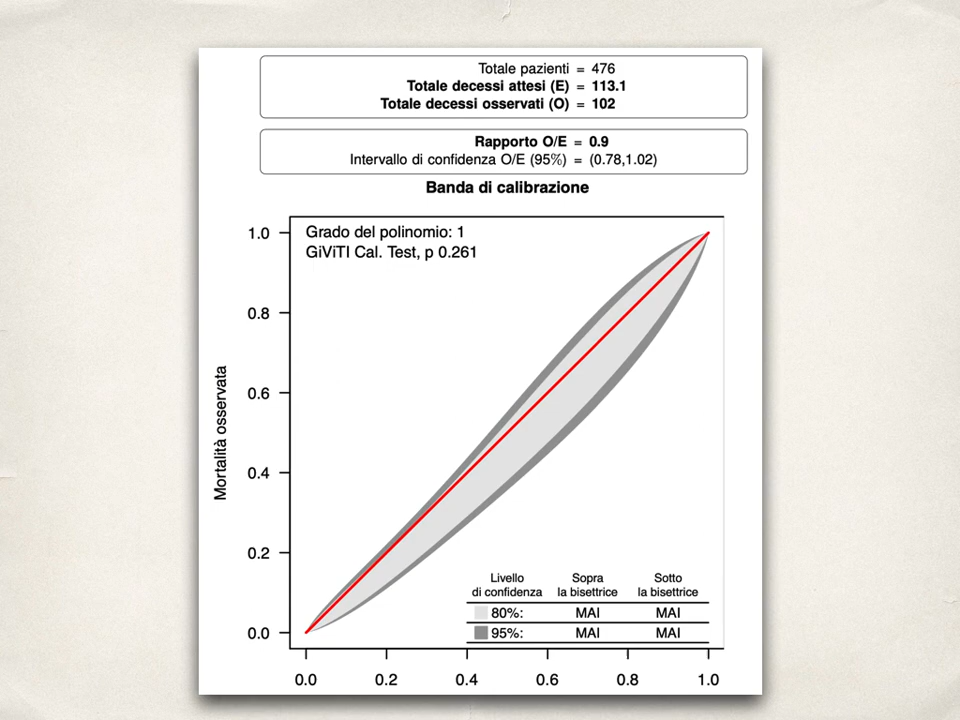 Totale pazienti = 476
Totale decessi attesi (E) = 113.1
Totale decessi osservati (O) = 102
Rapporto O/E = 0.9
Intervallo di confidenza O/E (95%) = (0.78,1.02)
Banda di calibrazione
Grado del polinomio: 1
GiViTI Cal. Test, p 0.261
Mortalità osservata
1.0
0.8
0.6
0.4
0.2
0.0
Livello di confidenza Sopra la bisettrice Sotto la bisettrice
80%: MAI MAI
95%: MAI MAI
0.0 0.2 0.4 0.6 0.8 1.0